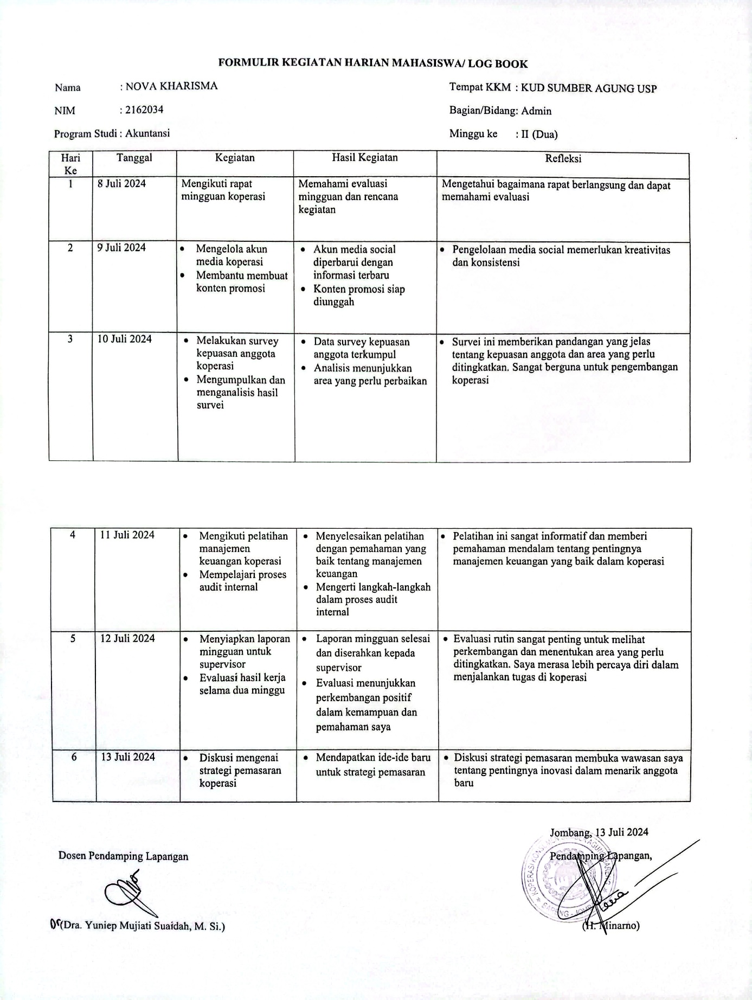 FORMULIR KEGIATAN HARIAN MAHASISWA/ LOG BOOK
Nama : NOVA KHARISMA
Tempat KKM : KUD SUMBER AGUNG USP
NIM : 2162034
Bagian/Bidang: Admin
Program Studi : Akuntansi
Minggu ke : II (Dua)
Hari Ke
Tanggal
Kegiatan
Hasil Kegiatan
Refleksi
1
8 Juli 2024
Mengikuti rapat
mingguan koperasi
Memahami evaluasi
mingguan dan rencana
kegiatan
Mengetahui bagaimana rapat berlangsung dan dapat
memahami evaluasi
2
9 Juli 2024
• Mengelola akun
media koperasi
• Membantu membuat
konten promosi
• Akun media social
diperbarui dengan
informasi terbaru
• Konten promosi siap
diunggah
• Pengelolaan media social memerlukan kreativitas
dan konsistensi
3
10 Juli 2024
• Melakukan survey
kepuasan anggota
koperasi
• Mengumpulkan dan
menganalisis hasil
survei
• Data survey kepuasan
anggota terkumpul
• Analisis menunjukkan
area yang perlu perbaikan
• Survei ini memberikan pandangan yang jelas
tentang kepuasan anggota dan area yang perlu
ditingkatkan. Sangat berguna untuk pengembangan
koperasi
4
11 Juli 2024
• Mengikuti pelatihan
manajemen
keuangan koperasi
• Mempelajari proses
audit internal
• Menyelesaikan pelatihan
dengan pemahaman yang
baik tentang manajemen
keuangan
• Mengerti langkah-langkah
dalam proses audit
internal
• Pelatihan ini sangat informatif dan memberi
pemahaman mendalam tentang pentingnya
manajemen keuangan yang baik dalam koperasi
5
12 Juli 2024
• Menyiapkan laporan
mingguan untuk
supervisor
• Evaluasi hasil kerja
selama dua minggu
• Laporan mingguan selesai
dan diserahkan kepada
supervisor
• Evaluasi menunjukkan
perkembangan positif
dalam kemampuan dan
pemahaman saya
• Evaluasi rutin sangat penting untuk melihat
perkembangan dan menentukan area yang perlu
ditingkatkan. Saya merasa lebih percaya diri dalam
menjalankan tugas di koperasi
6
13 Juli 2024
• Diskusi mengenai
strategi pemasaran
koperasi
• Mendapatkan ide-ide baru
untuk strategi pemasaran
• Diskusi strategi pemasaran membuka wawasan saya
tentang pentingnya inovasi dalam menarik anggota
baru
Jombang, 13 Juli 2024
Dosen Pendamping Lapangan
Pendamping Lapangan,
(Dra. Yuniep Mujiati Suaidah, M. Si.)
(H. Minarno)